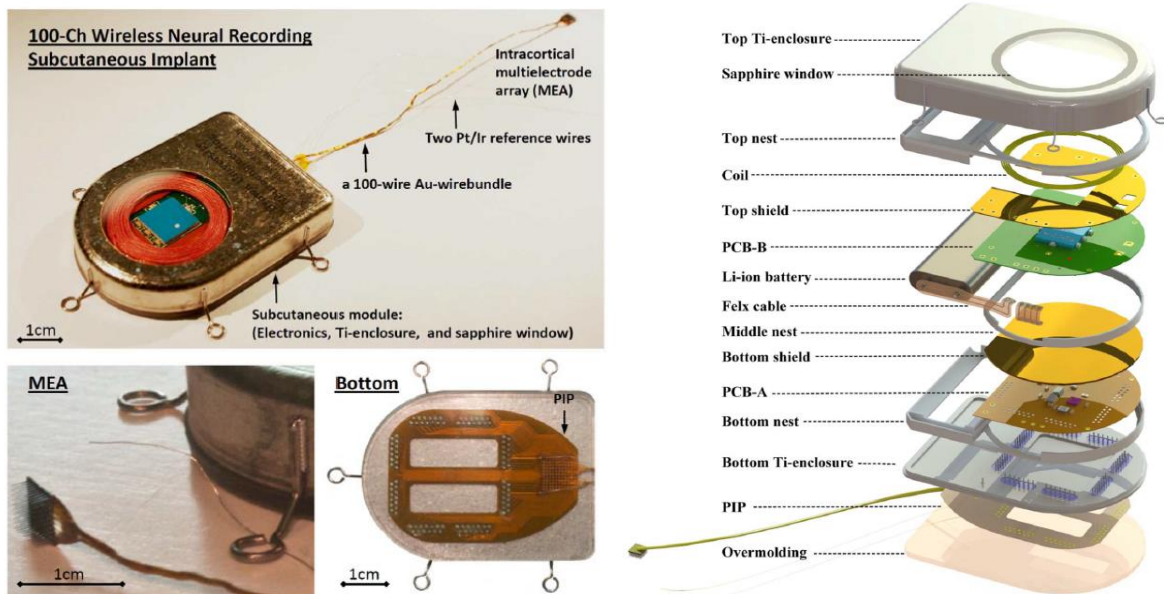 100-Ch Wireless Neural Recording
Subcutaneous Implant
Intracortical
multielectrode
array (MEA)
Two Pt/Ir reference wires
a 100-wire Au-wirebundle
Subcutaneous module:
(Electronics, Ti-enclosure, and sapphire window)
1cm
MEA
1cm
Bottom
PIP
1cm
Top Ti-enclosure
Sapphire window
Top nest
Coil
Top shield
PCB-B
Li-ion battery
Felx cable
Middle nest
Bottom shield
PCB-A
Bottom nest
Bottom Ti-enclosure
PIP
Overmolding